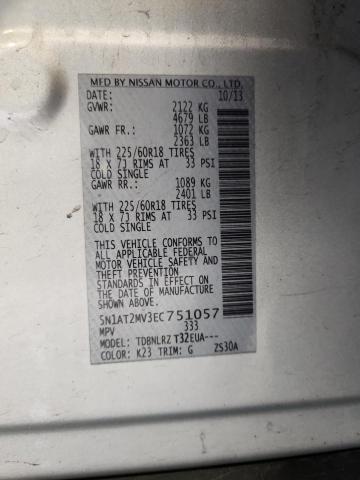 MFD BY NISSAN MOTOR CO., LTD.
DATE: 10/13
GVWR: 2122 KG
4679 LB
GAWR FR.: 1072 KG
2363 LB
WITH 225/60R18 TIRES
18 X 7J RIMS AT 33 PSI
COLD SINGLE
GAWR RR.: 1089 KG
2401 LB
WITH 225/60R18 TIRES
18 X 7J RIMS AT 33 PSI
COLD SINGLE
THIS VEHICLE CONFORMS TO
ALL APPLICABLE FEDERAL
MOTOR VEHICLE SAFETY AND
THEFT PREVENTION
STANDARDS IN EFFECT ON
THE DATE OF MANUFACTURE
SHOWN ABOVE.
5N1AT2MV3EC751057
MPV 333
MODEL: TDBNLRZ T32EUA---
COLOR: K23 TRIM: G ZS30A